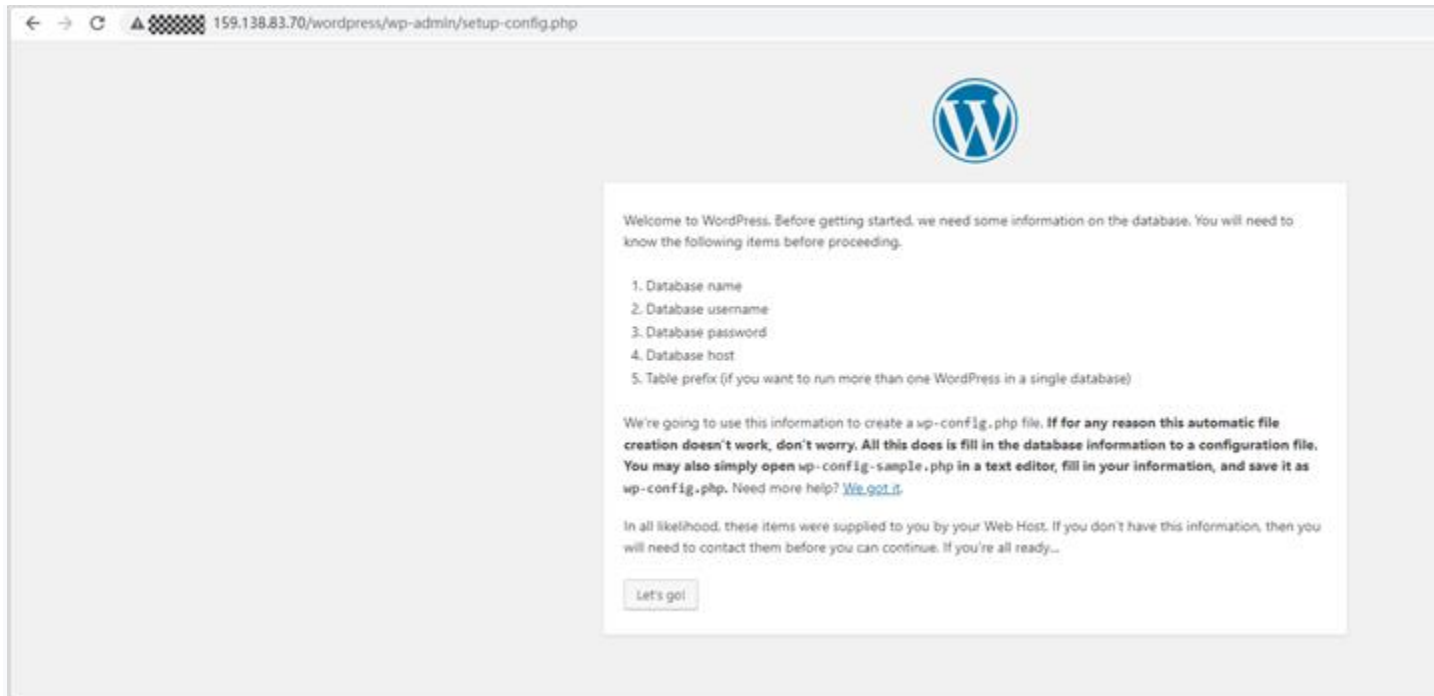 159.138.83.70/wordpress/wp-admin/setup-config.php
Welcome to WordPress. Before getting started, we need some information on the database. You will need to
know the following items before proceeding.
1. Database name
2. Database username
3. Database password
4. Database host
5. Table prefix (if you want to run more than one WordPress in a single database)
We're going to use this information to create a wp-config.php file. If for any reason this automatic file
creation doesn't work, don't worry. All this does is fill in the database information to a configuration file.
You may also simply open wp-config-sample.php in a text editor, fill in your information, and save it as
wp-config.php. Need more help? We got it.
In all likelihood, these items were supplied to you by your Web Host. If you don't have this information, then you
will need to contact them before you can continue. If you're all ready...
Let's go!